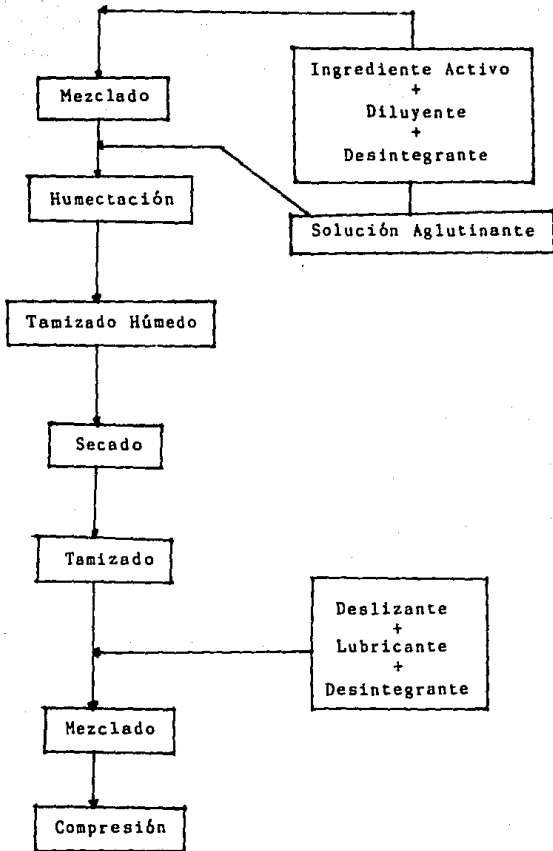 Ingrediente Activo
+
Diluyente
+
Desintegrante
Mezclado
Solución Aglutinante
Humectación
Tamizado Húmedo
Secado
Tamizado
Deslizante
+
Lubricante
+
Desintegrante
Mezclado
Compresión